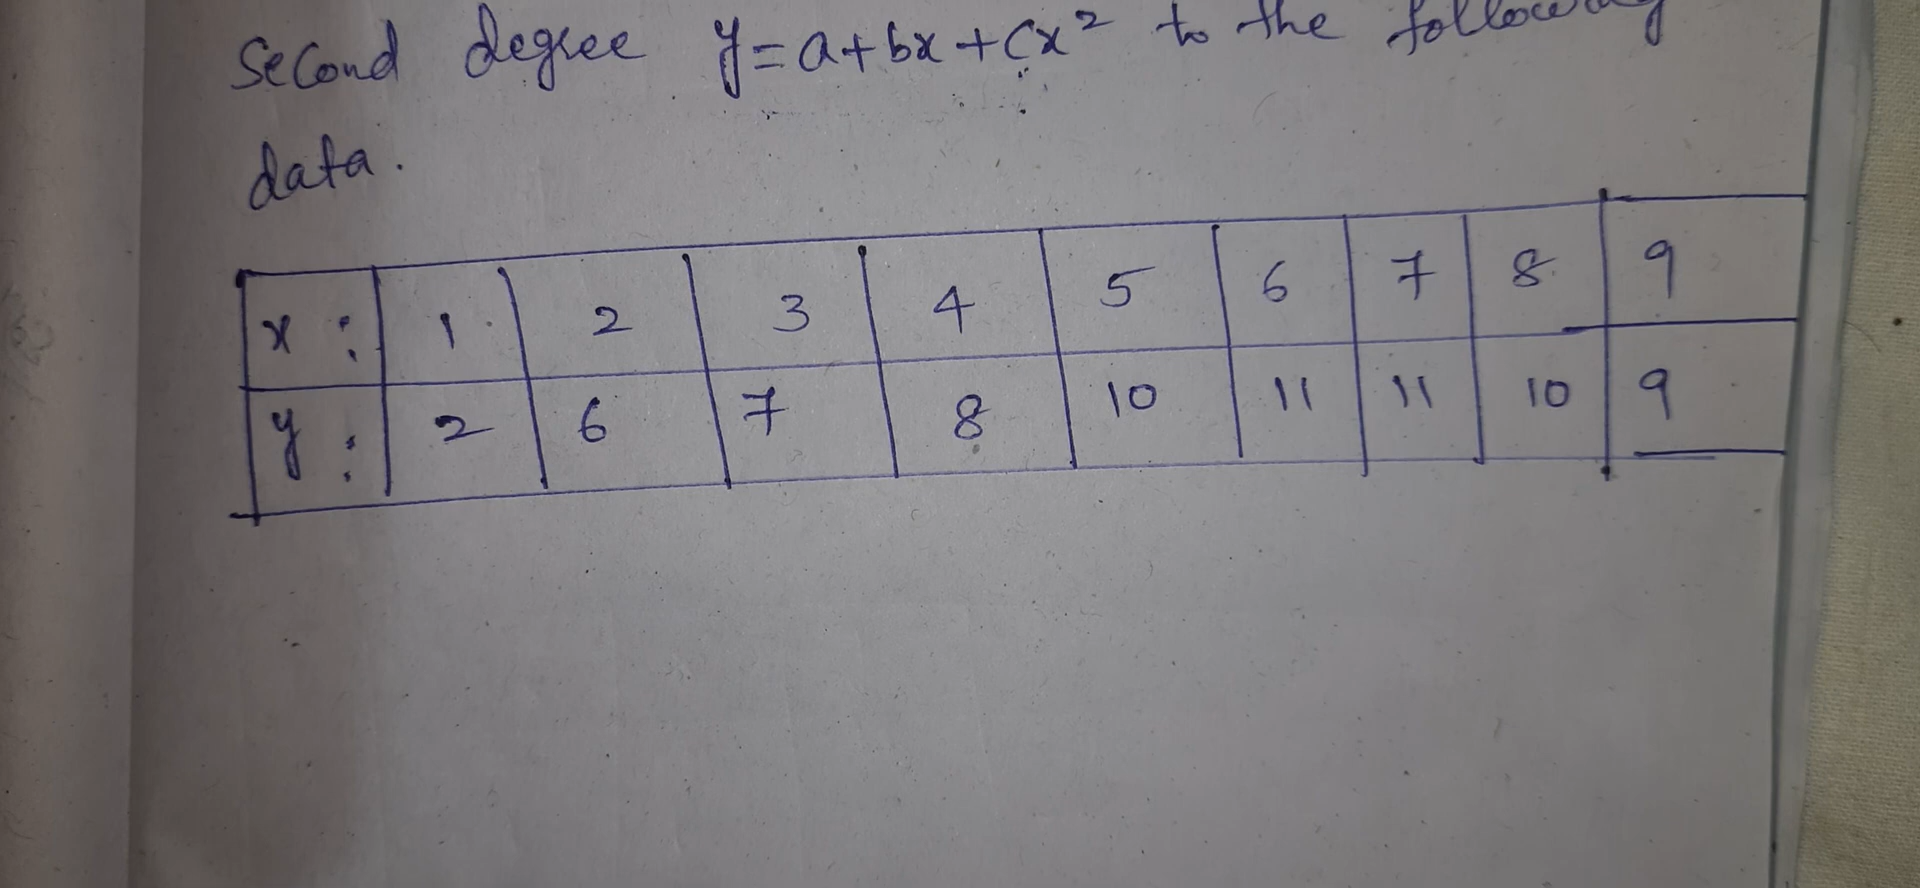 Second degree y=a+bx+cx² to the following
data.
x : 1 2 3 4 5 6 7 8 9
y : 2 6 7 8 10 11 11 10 9